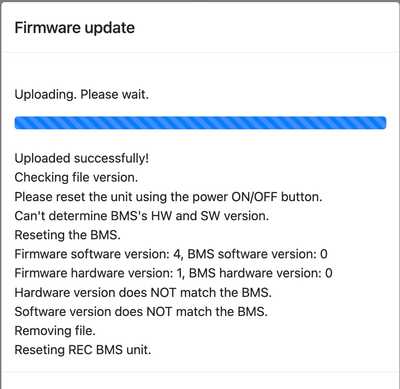 Firmware update
Uploading. Please wait.
Uploaded successfully!
Checking file version.
Please reset the unit using the power ON/OFF button.
Can't determine BMS's HW and SW version.
Reseting the BMS.
Firmware software version: 4, BMS software version: 0
Firmware hardware version: 1, BMS hardware version: 0
Hardware version does NOT match the BMS.
Software version does NOT match the BMS.
Removing file.
Reseting REC BMS unit.